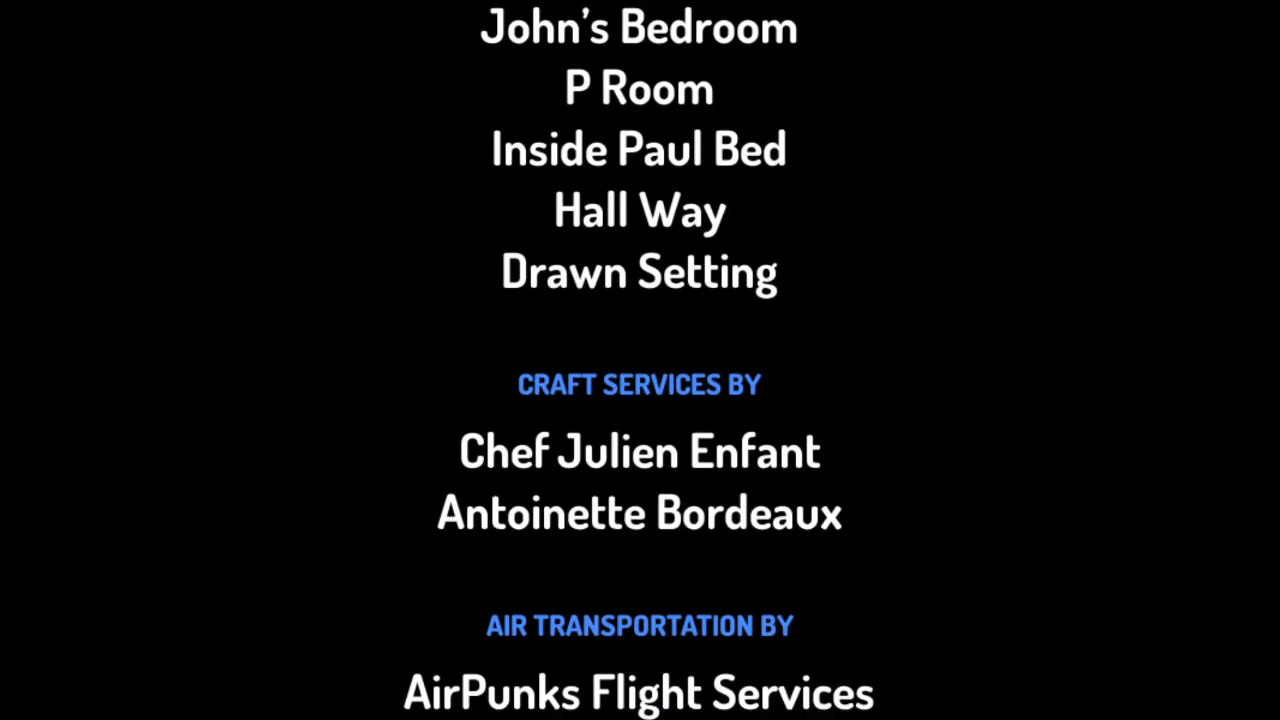 John’s Bedroom
P Room
Inside Paul Bed
Hall Way
Drawn Setting
CRAFT SERVICES BY
Chef Julien Enfant
Antoinette Bordeaux
AIR TRANSPORTATION BY
AirPunks Flight Services